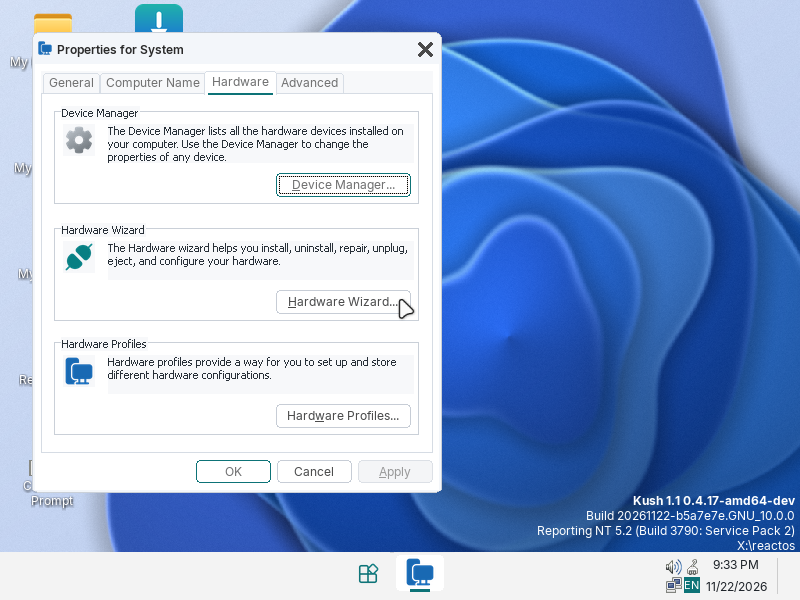 Properties for System
General
Computer Name
Hardware
Advanced
Device Manager
The Device Manager lists all the hardware devices installed on
your computer. Use the Device Manager to change the
properties of any device.
Device Manager...
Hardware Wizard
The Hardware wizard helps you install, uninstall, repair, unplug,
eject, and configure your hardware.
Hardware Wizard...
Hardware Profiles
Hardware profiles provide a way for you to set up and store
different hardware configurations.
Hardware Profiles...
OK
Cancel
Apply
My
My
My
Prompt
Kush 1.1 0.4.17-amd64-dev
Build 20261122-b5a7e7e.GNU_10.0.0
Reporting NT 5.2 (Build 3790: Service Pack 2)
X:\reactos
9:33 PM
EN
11/22/2026